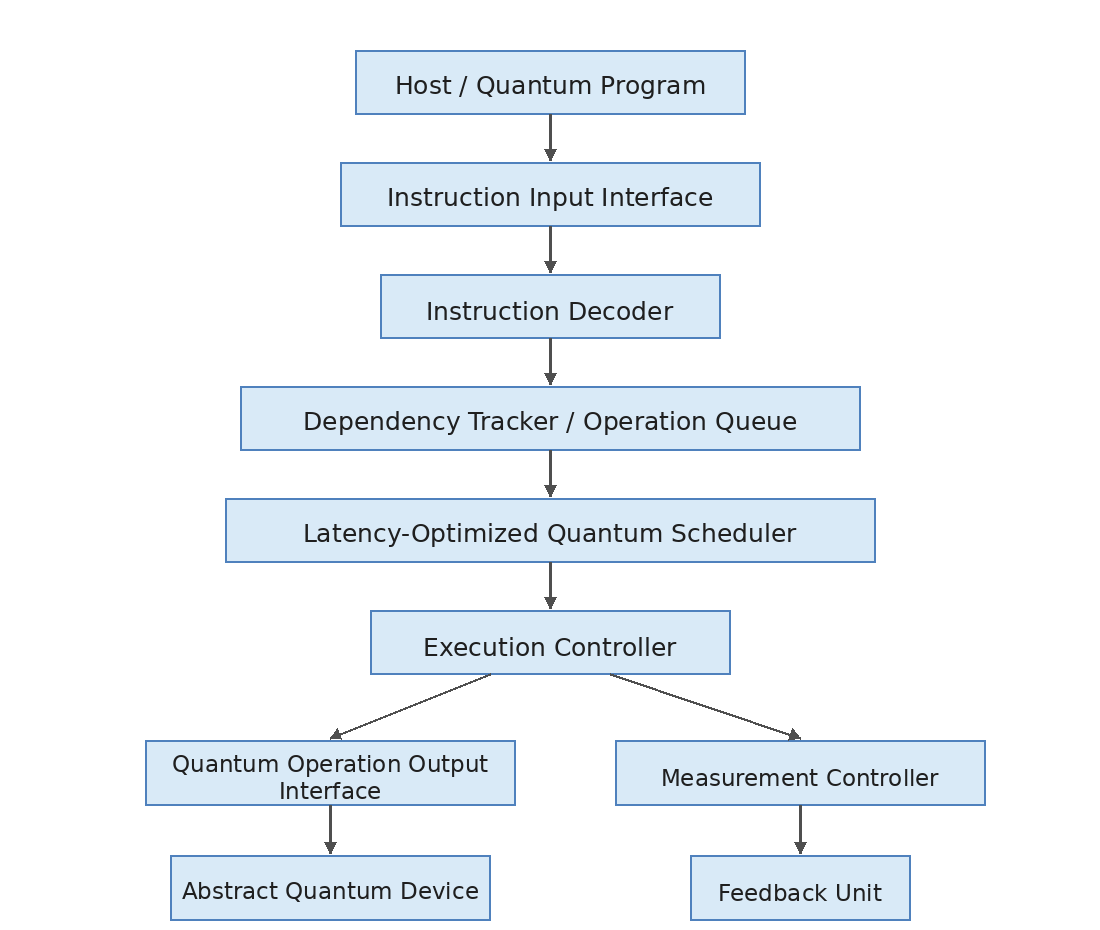 Host / Quantum Program
Instruction Input Interface
Instruction Decoder
Dependency Tracker / Operation Queue
Latency-Optimized Quantum Scheduler
Execution Controller
Quantum Operation Output
Interface
Measurement Controller
Abstract Quantum Device
Feedback Unit